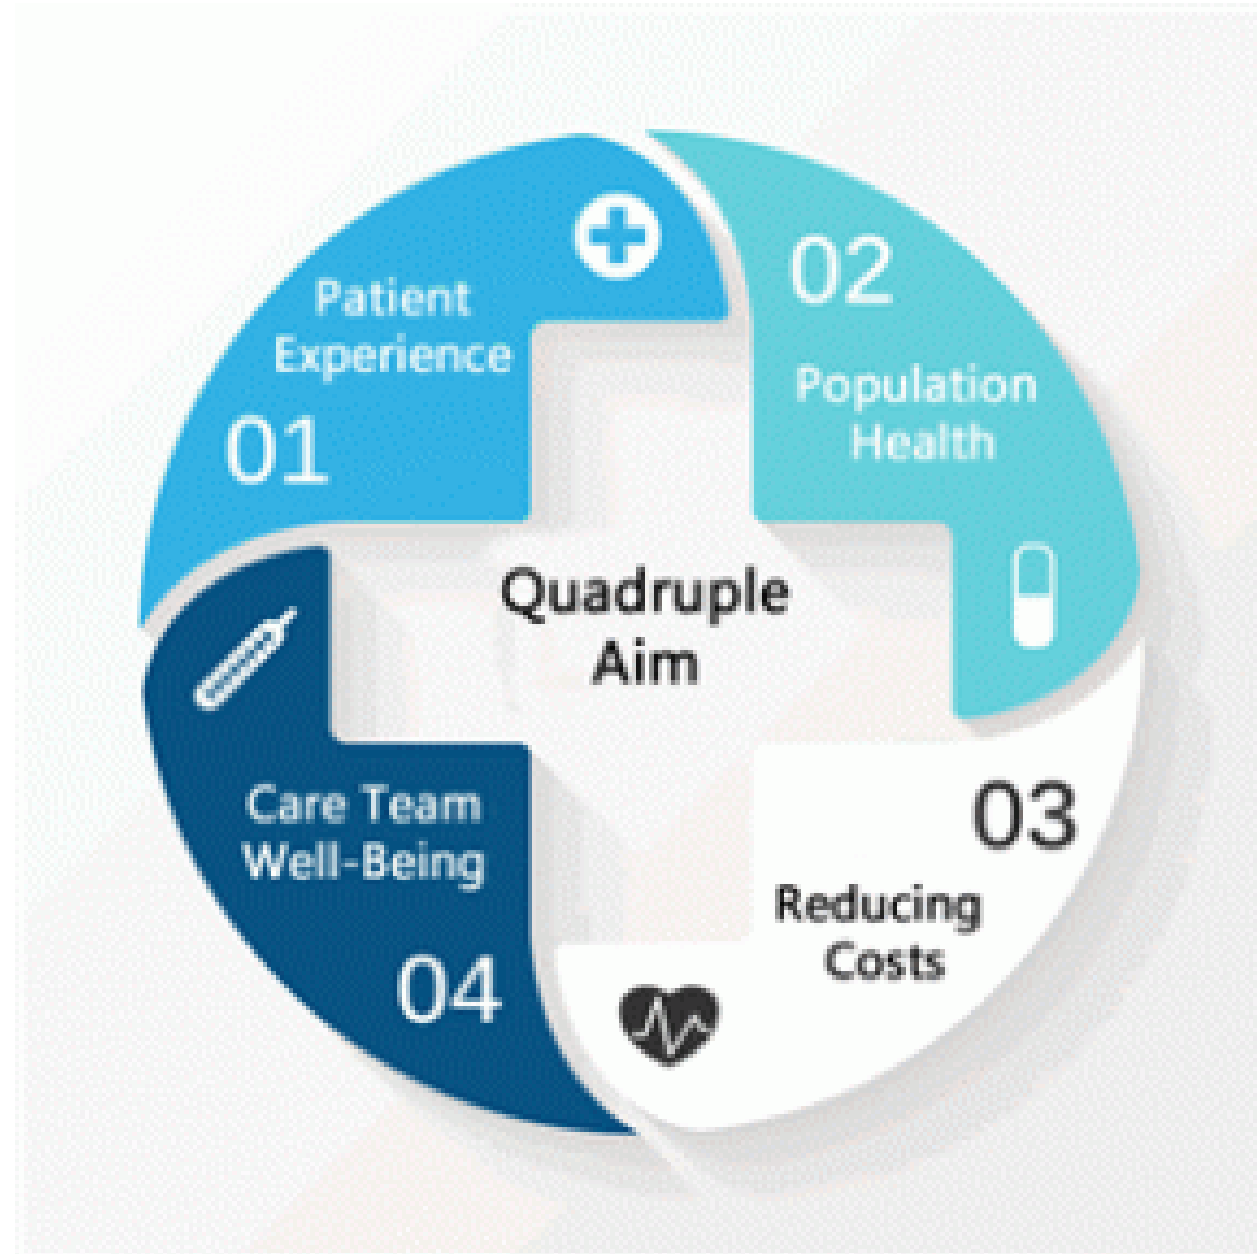 Patient
Experience
01
02
Population
Health
Quadruple
Aim
03
Reducing
Costs
Care Team
Well-Being
04